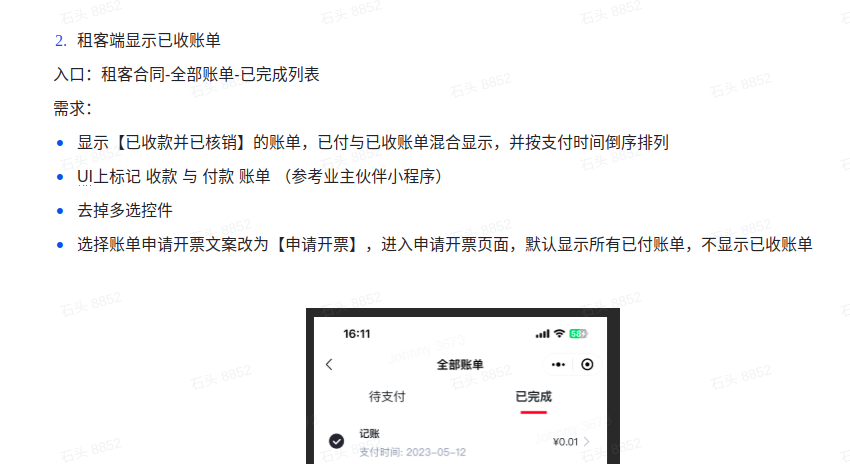 2. 租客端显示已收账单
入口：租客合同-全部账单-已完成列表
需求：
• 显示【已收款并已核销】的账单，已付与已收账单混合显示，并按支付时间倒序排列
• UI上标记 收款 与 付款 账单 （参考业主伙伴小程序）
• 去掉多选控件
• 选择账单申请开票文案改为【申请开票】，进入申请开票页面，默认显示所有已付账单，不显示已收账单
16:11
全部账单
待支付 已完成
记账
支付时间: 2023-05-12
¥0.01
石头 8852